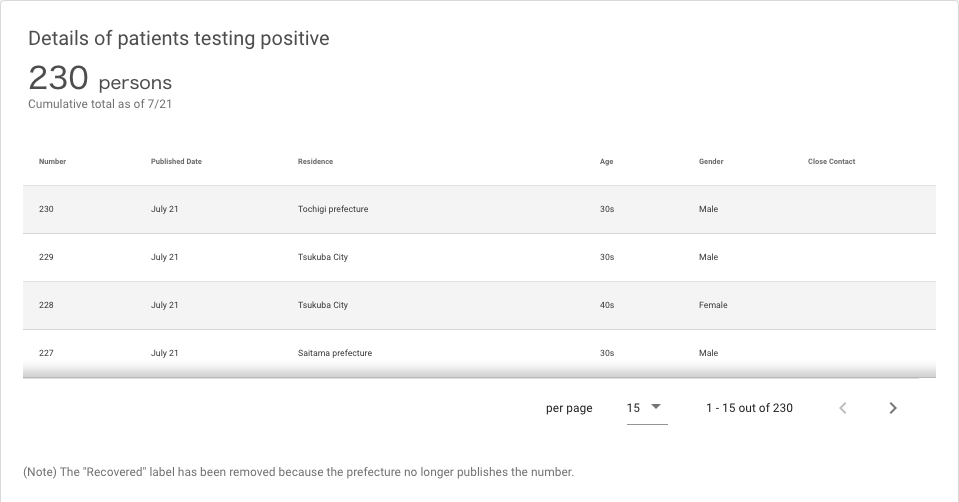 Details of patients testing positive
230 persons
Cumulative total as of 7/21
Number Published Date Residence Age Gender Close Contact
230 July 21 Tochigi prefecture 30s Male
229 July 21 Tsukuba City 30s Male
228 July 21 Tsukuba City 40s Female
227 July 21 Saitama prefecture 30s Male
per page 15 1 - 15 out of 230
(Note) The "Recovered" label has been removed because the prefecture no longer publishes the number.